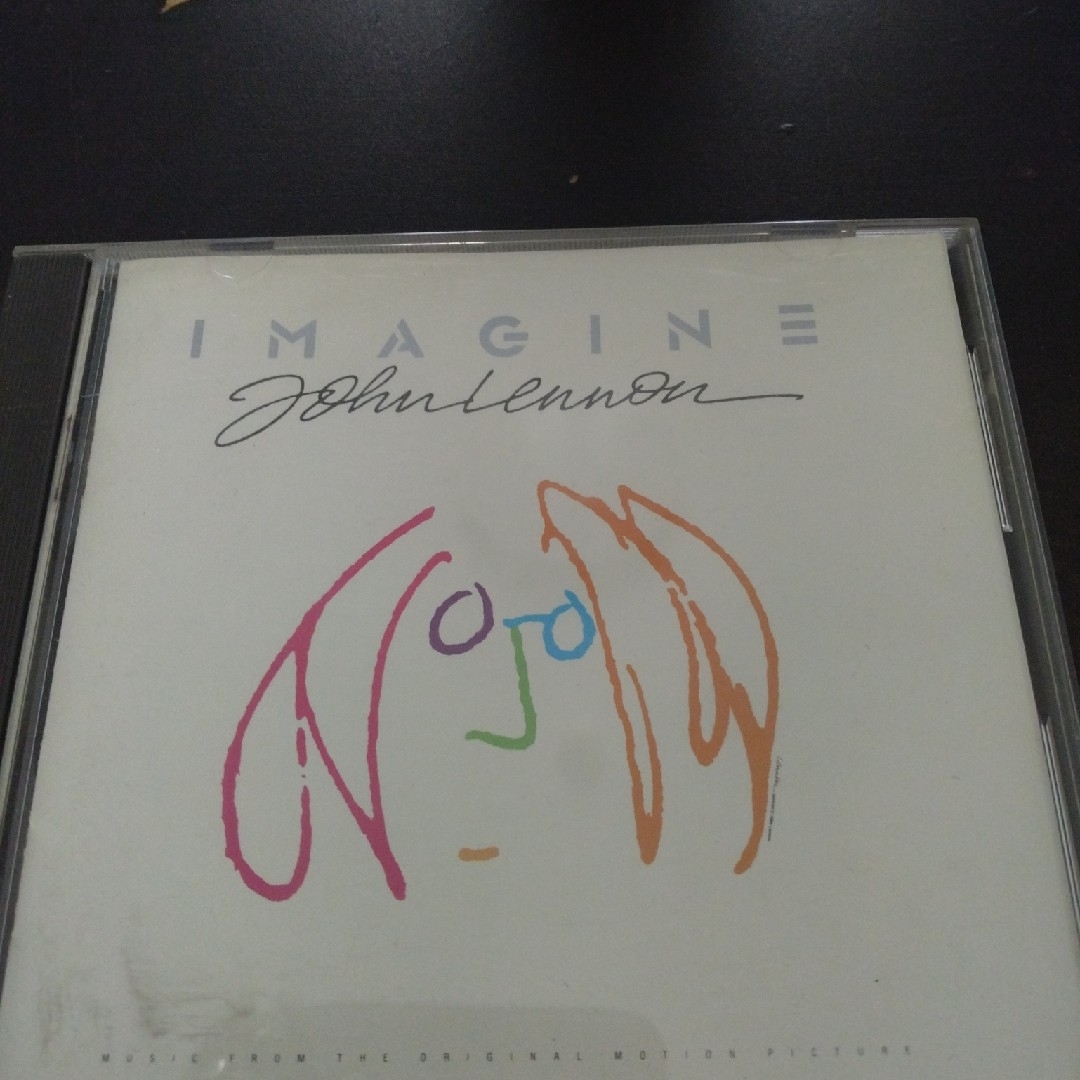 IMAGINE
John Lennon
MUSIC FROM THE ORIGINAL MOTION PICTURE